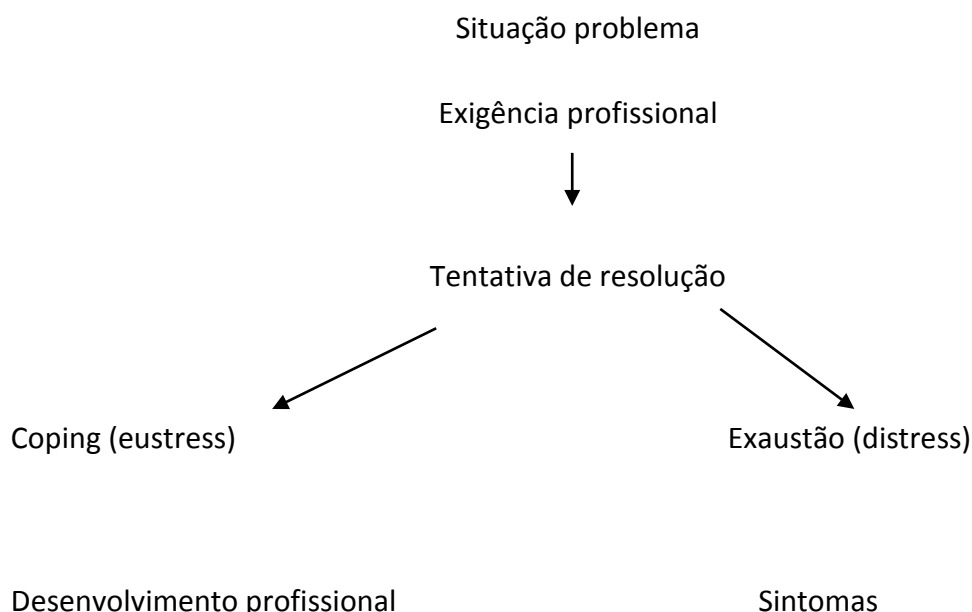 Situação problema
Exigência profissional
Tentativa de resolução
Coping (eustress)
Exaustão (distress)
Desenvolvimento profissional
Sintomas